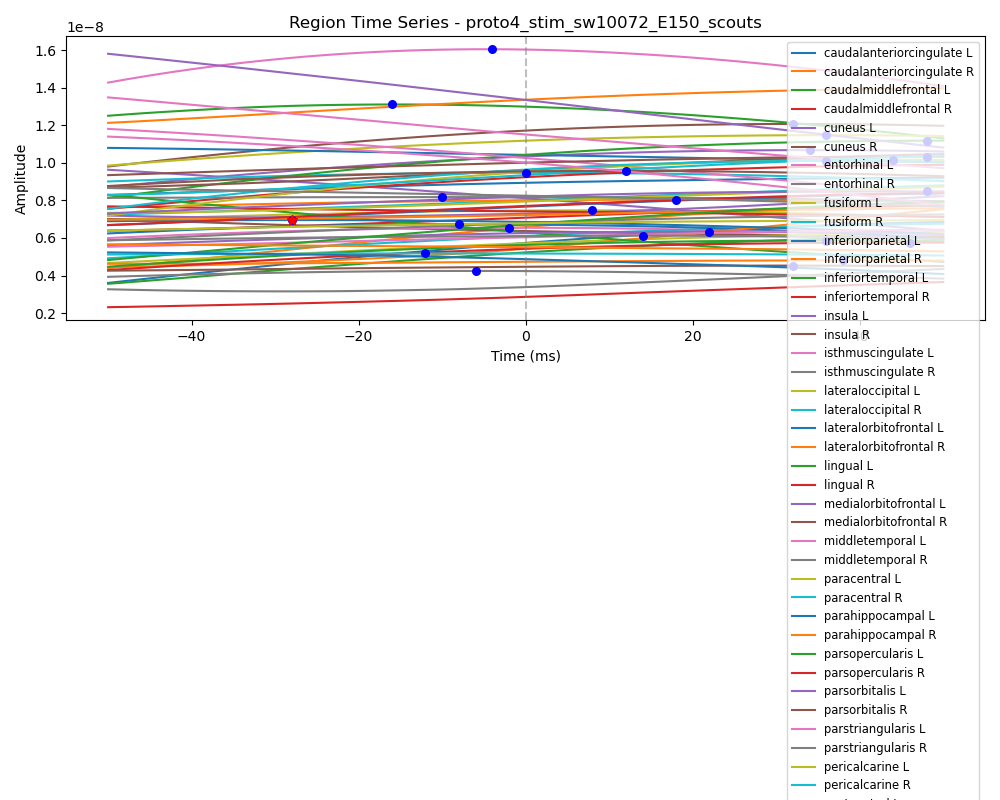 Region Time Series - proto4_stim_sw10072_E150_scouts
1e−8
1.6
1.4
1.2
1.0
0.8
0.6
0.4
0.2
Amplitude
−40
−20
0
20
40
Time (ms)
caudalanteriorcingulate L
caudalanteriorcingulate R
caudalmiddlefrontal L
caudalmiddlefrontal R
cuneus L
cuneus R
entorhinal L
entorhinal R
fusiform L
fusiform R
inferiorparietal L
inferiorparietal R
inferiortemporal L
inferiortemporal R
insula L
insula R
isthmuscingulate L
isthmuscingulate R
lateraloccipital L
lateraloccipital R
lateralorbitofrontal L
lateralorbitofrontal R
lingual L
lingual R
medialorbitofrontal L
medialorbitofrontal R
middletemporal L
middletemporal R
paracentral L
paracentral R
parahippocampal L
parahippocampal R
parsopercularis L
parsopercularis R
parsorbitalis L
parsorbitalis R
parstriangularis L
parstriangularis R
pericalcarine L
pericalcarine R